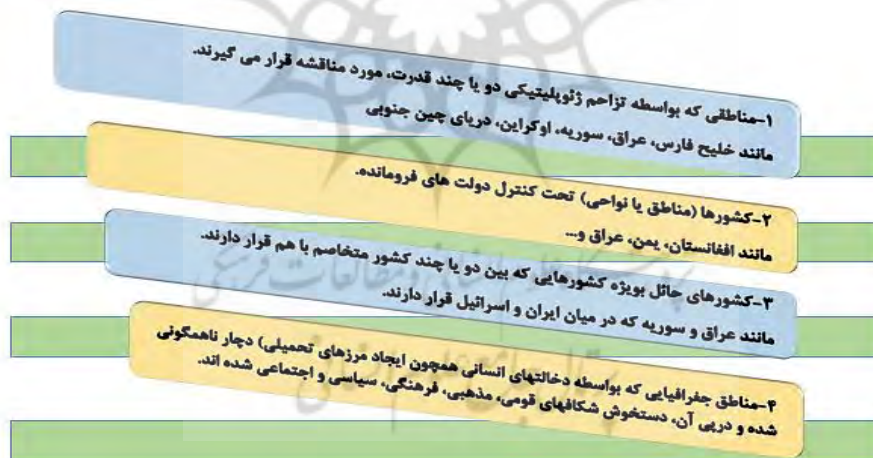 ۱-مناطقی که بواسطه تزاحم ژئوپلیتیکی دو یا چند قدرت، مورد مناقشه قرار می گیرند.
مانند خلیج فارس، عراق، سوریه، اوکراین، دریای چین جنوبی
۲-کشورها (مناطق یا نواحی) تحت کنترل دولت های فرومانده.
مانند افغانستان، یمن، عراق و...
۳-کشورهای حائل بویژه کشورهایی که بین دو یا چند کشور متخاصم با هم قرار دارند.
مانند عراق و سوریه که در میان ایران و اسرائیل قرار دارند.
۴-مناطق جغرافیایی که بواسطه دخالتهای انسانی همچون ایجاد مرزهای تحمیلی) دچار ناهمگونی
شده و درپی آن، دستخوش شکافهای قومی، مذهبی، فرهنگی، سیاسی و اجتماعی شده اند.